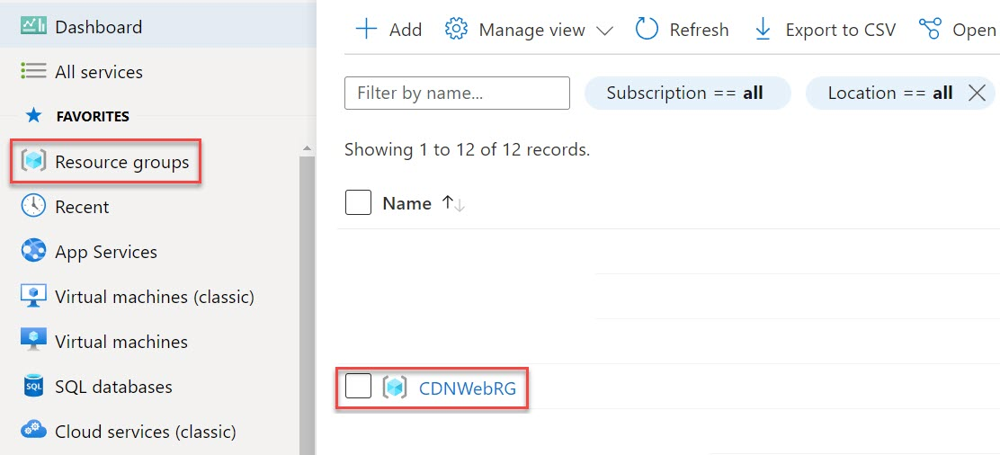 Dashboard
All services
FAVORITES
Resource groups
Recent
App Services
Virtual machines (classic)
Virtual machines
SQL databases
Cloud services (classic)
Add Manage view Refresh Export to CSV Open
Filter by name... Subscription == all Location == all
Showing 1 to 12 of 12 records.
Name
CDNWebRG